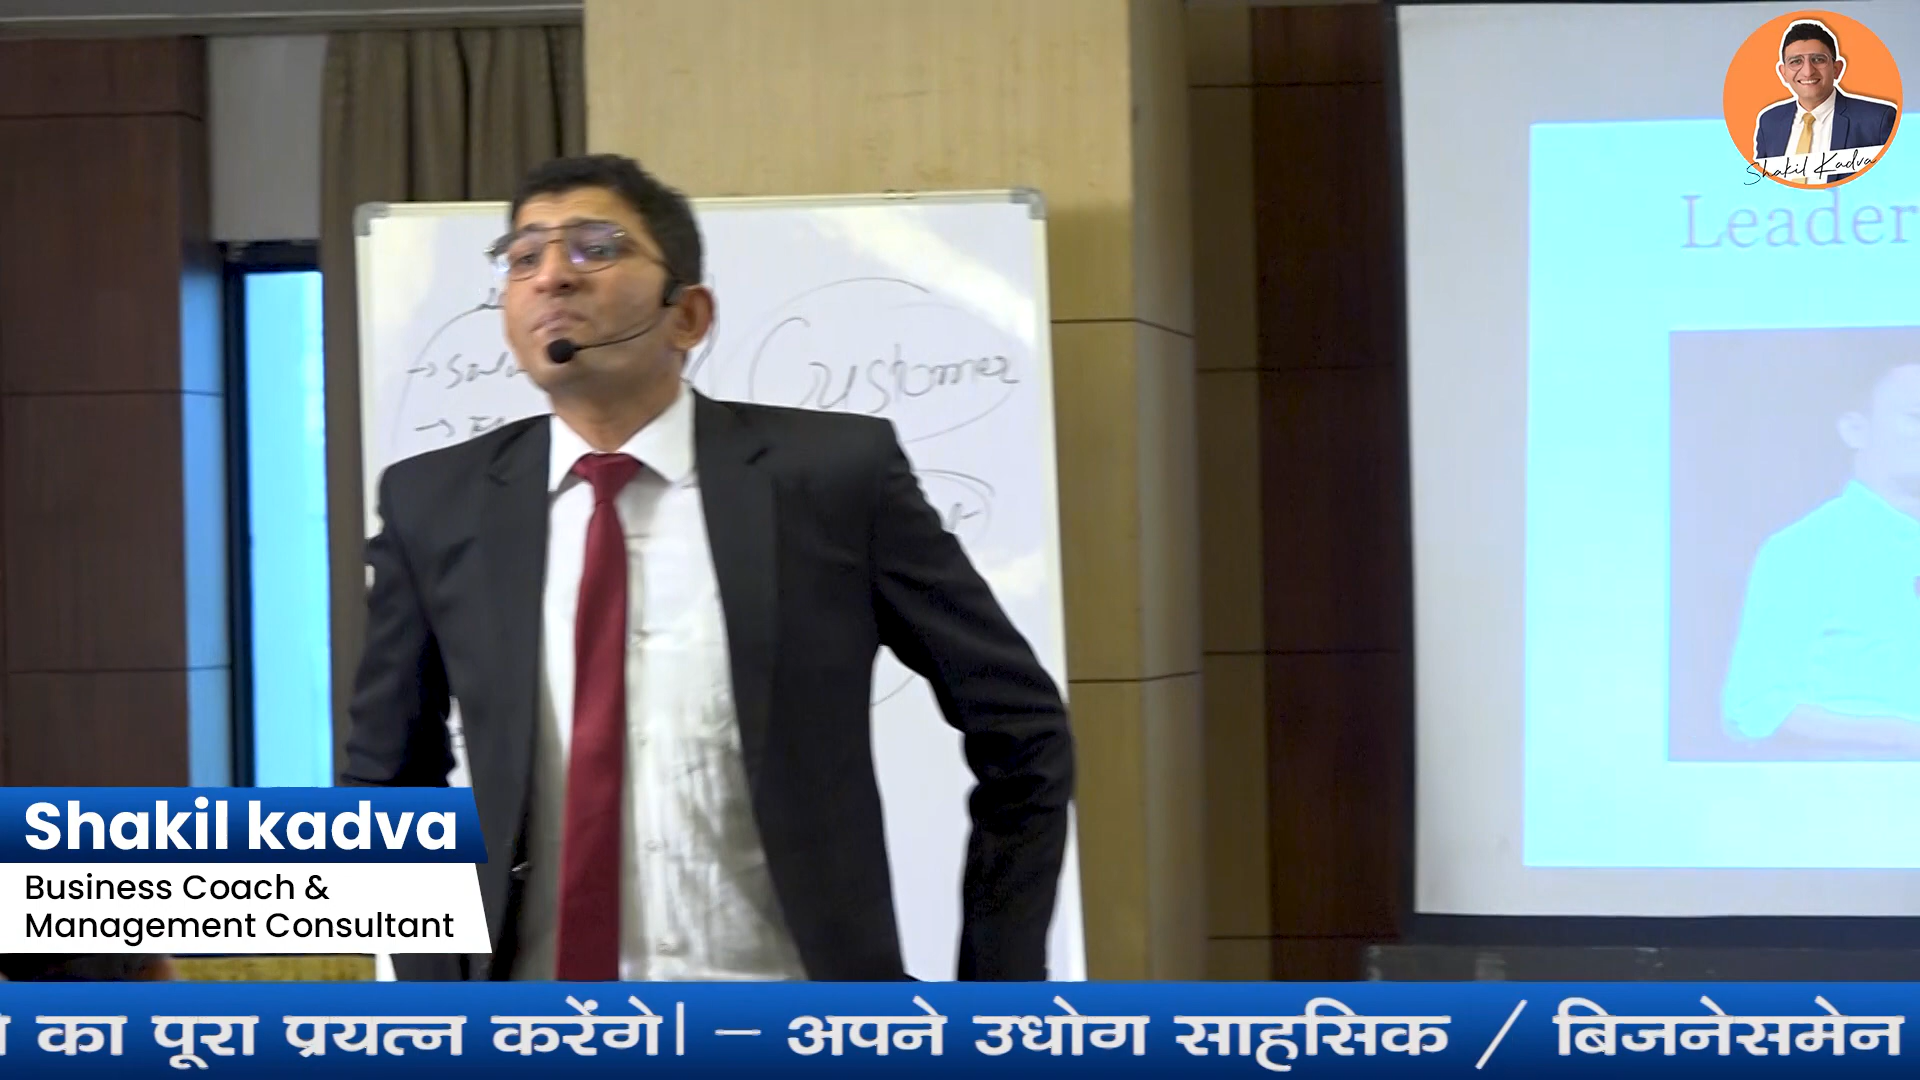 Shakil Kadva
Leader
Customer
Shakil kadva
Business Coach &
Management Consultant
का पूरा प्रयत्न करेंगे| – अपने उधोग साहसिक / बिजनेसमेन